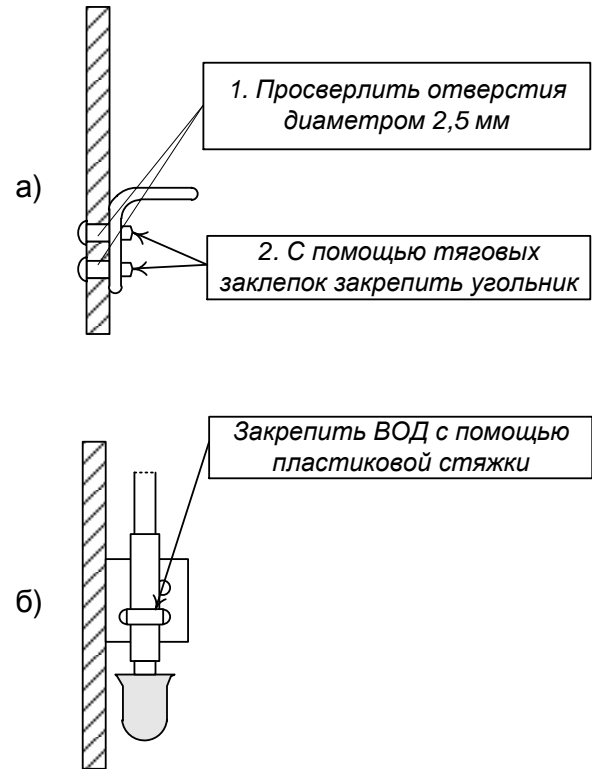 1. Просверлить отверстия
диаметром 2,5 мм
а)
2. С помощью тяговых
заклепок закрепить угольник
Закрепить ВОД с помощью
пластиковой стяжки
б)